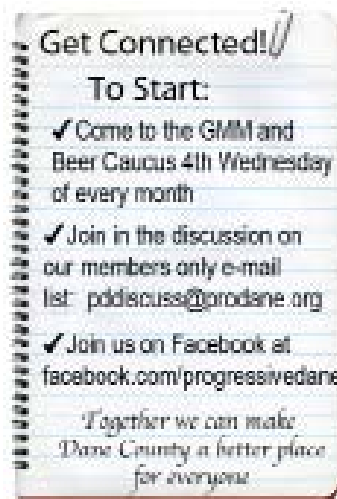 Get Connected!
To Start:
✓Come to the GMM and
Beer Caucus 4th Wednesday
of every month
✓Join in the discussion on
our members only e-mail
list: pddiscuss@prodane.org
✓Join us on Facebook at
facebook.com/progressivedane
Together we can make
Dane County a better place
for everyone